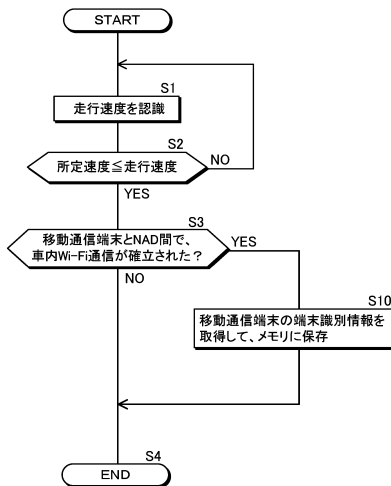 START
S1
走行速度を認識
S2
所定速度≦走行速度
NO
YES
S3
移動通信端末とNAD間で、
車内Wi-Fi通信が確立された？
YES
NO
S10
移動通信端末の端末識別情報を
取得して、メモリに保存
S4
END